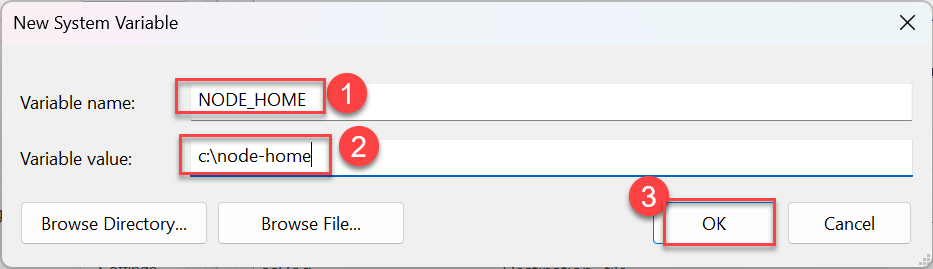 New System Variable
Variable name: NODE_HOME 1
Variable value: c:\node-home 2
3
Browse Directory... Browse File... OK Cancel